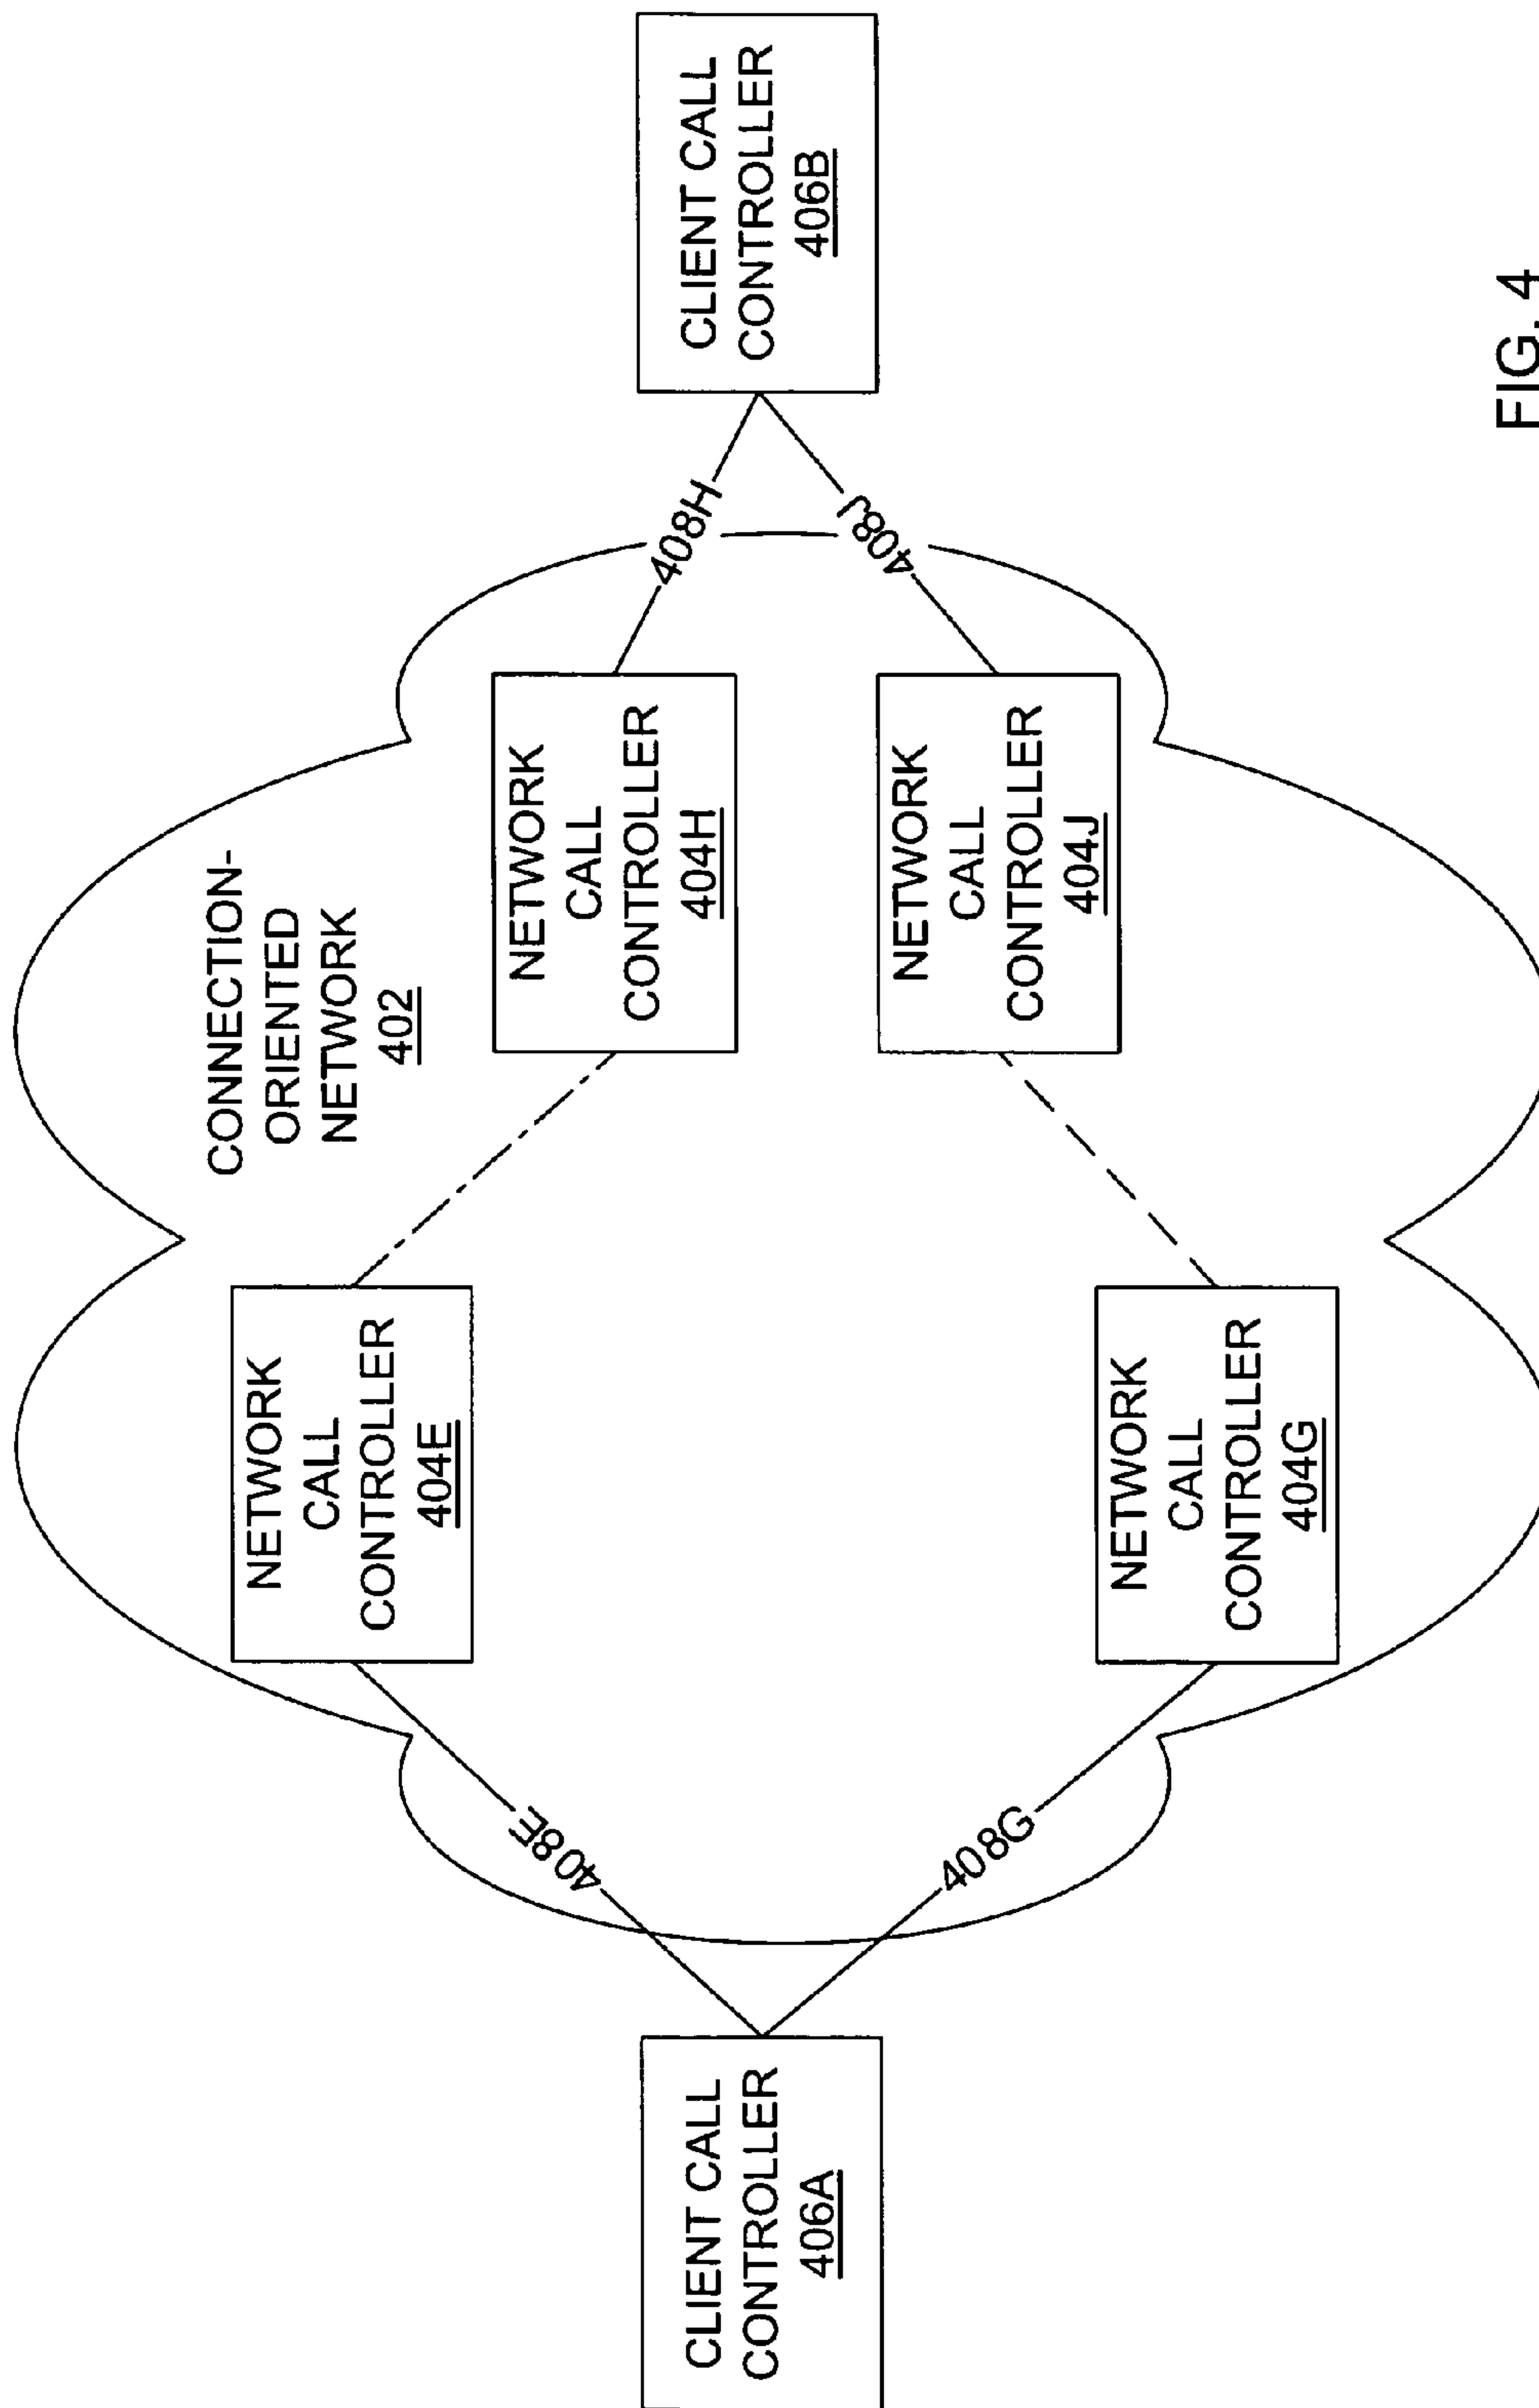 CONNECTION-
ORIENTED
NETWORK
402
NETWORK
CALL
CONTROLLER
404E
NETWORK
CALL
CONTROLLER
404H
408E
408H
CLIENT CALL
CONTROLLER
406A
CLIENT CALL
CONTROLLER
406B
408G
408J
NETWORK
CALL
CONTROLLER
404G
NETWORK
CALL
CONTROLLER
404J
FIG. 4